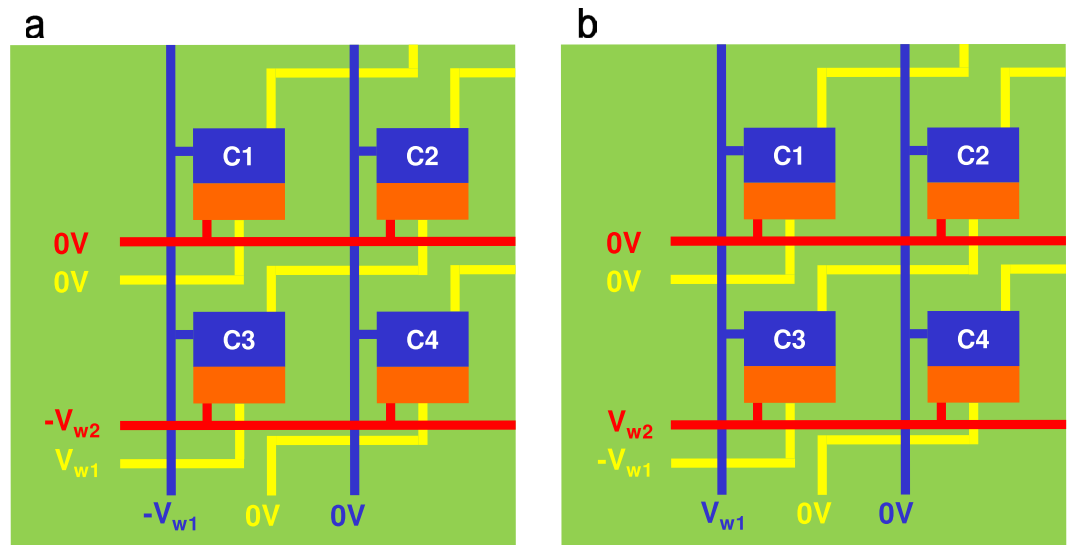 a
b
C1 C2
C1 C2
0V
0V
0V
0V
C3 C4
C3 C4
-Vw2
Vw2
Vw1
-Vw1
-Vw1 0V 0V
Vw1 0V 0V